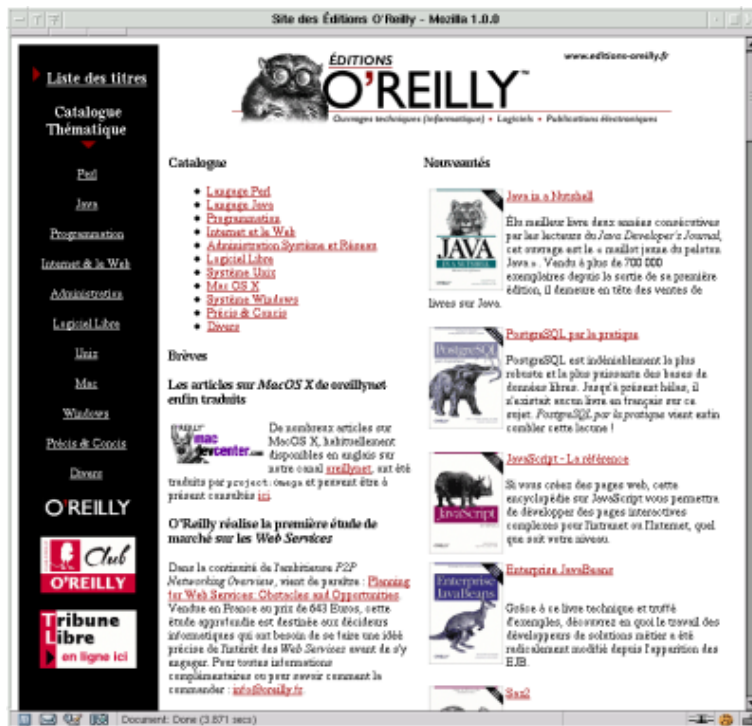 Site des Éditions O'Reilly - Mozilla 1.0.0
Liste des titres
Catalogue
Thématique
Perl
Java
Programmation
Internet & le Web
Administration
Logiciel Libre
Unix
Mac
Windows
Précis & Concis
Divers
O'REILLY
Club
O'REILLY
Tribune
Libre
en ligne ici
ÉDITIONS
O'REILLY™
www.editions-oreilly.fr
Ouvrages techniques (informatique) • Logiciels • Publications électroniques
Catalogue
Langage Perl
Langage Java
Programmation
Internet et le Web
Administration Système et Réseau
Logiciel Libre
Système Unix
Mac OS X
Système Windows
Précis & Concis
Divers
Brèves
Les articles sur MacOS X de oreillynet
enfin traduits
O'REILLY
mac
devcenter.com
De nombreux articles sur
MacOS X, habituellement
disponibles en anglais sur
notre canal oreillynet, ont été
traduits par project:Omega et peuvent être à
présent consultés ici.
O'Reilly réalise la première étude de
marché sur les Web Services
Dans la continuité de l'ambitieuse P2P
Networking Overview, vient de paraître : Planning
for Web Services: Obstacles and Opportunities.
Vendue en France au prix de 643 Euros, cette
étude approfondie est destinée aux décideurs
informatiques qui ont besoin de se faire une idée
précise de l'intérêt des Web Services avant de s'y
engager. Pour toutes informations
complémentaires ou pour savoir comment la
commander : info@oreilly.fr.
Nouveautés
JAVA
Java in a Nutshell
Élu meilleur livre deux années consécutives
par les lecteurs du Java Developer's Journal,
cet ouvrage est le « maillot jaune du peloton
Java ». Vendu à plus de 700 000
exemplaires depuis la sortie de sa première
édition, il demeure en tête des ventes de
livres sur Java.
PostgreSQL
PostgreSQL par la pratique
PostgreSQL est indéniablement la plus
robuste et la plus puissante des bases de
données libres. Jusqu'à présent hélas, il
n'existait aucun livre en français sur ce
sujet. PostgreSQL par la pratique vient enfin
combler cette lacune !
JavaScript
JavaScript - La référence
Si vous créez des pages web, cette
encyclopédie sur JavaScript vous permettra
de développer des pages interactives
complexes pour l'intranet ou l'Internet, quel
que soit votre niveau.
Enterprise
JavaBeans
Enterprise JavaBeans
Grâce à ce livre technique et truffé
d'exemples, découvrez en quoi le travail des
développeurs de solutions métier a été
radicalement modifié depuis l'apparition des
EJB.
Sax2
Document: Done (3.871 secs)